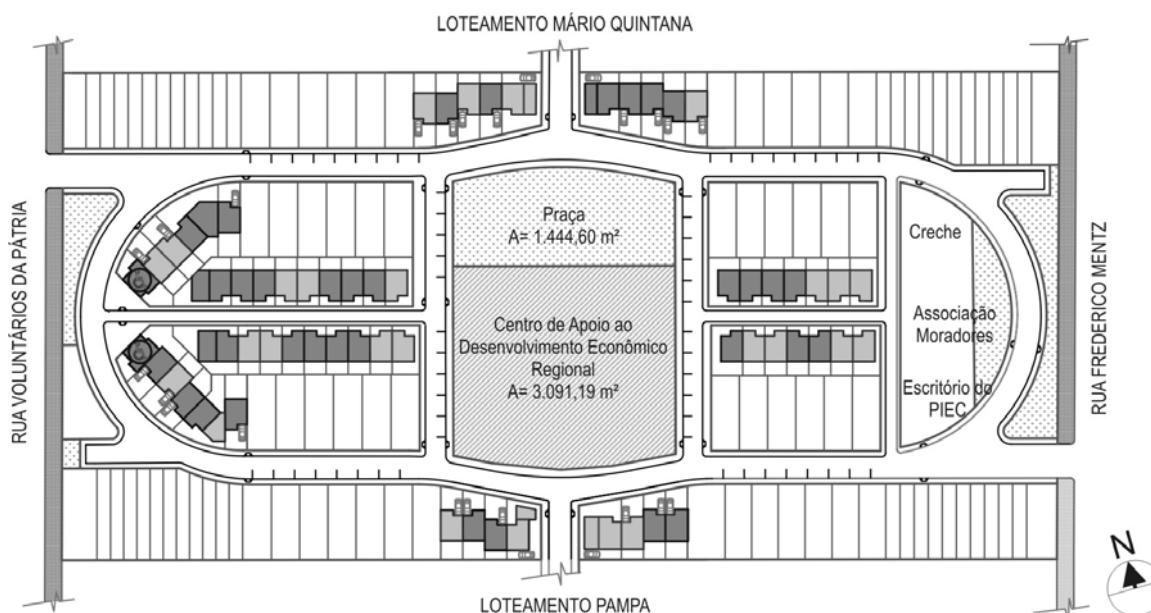 LOTEAMENTO MÁRIO QUINTANA
RUA VOLUNTÁRIOS DA PÁTRIA
Praça
A= 1.444,60 m²
Centro de Apoio ao
Desenvolvimento Econômico
Regional
A= 3.091,19 m²
Creche
Associação
Moradores
Escritório do
PIEC
RUA FREDERICO MENTZ
LOTEAMENTO PAMPA
N